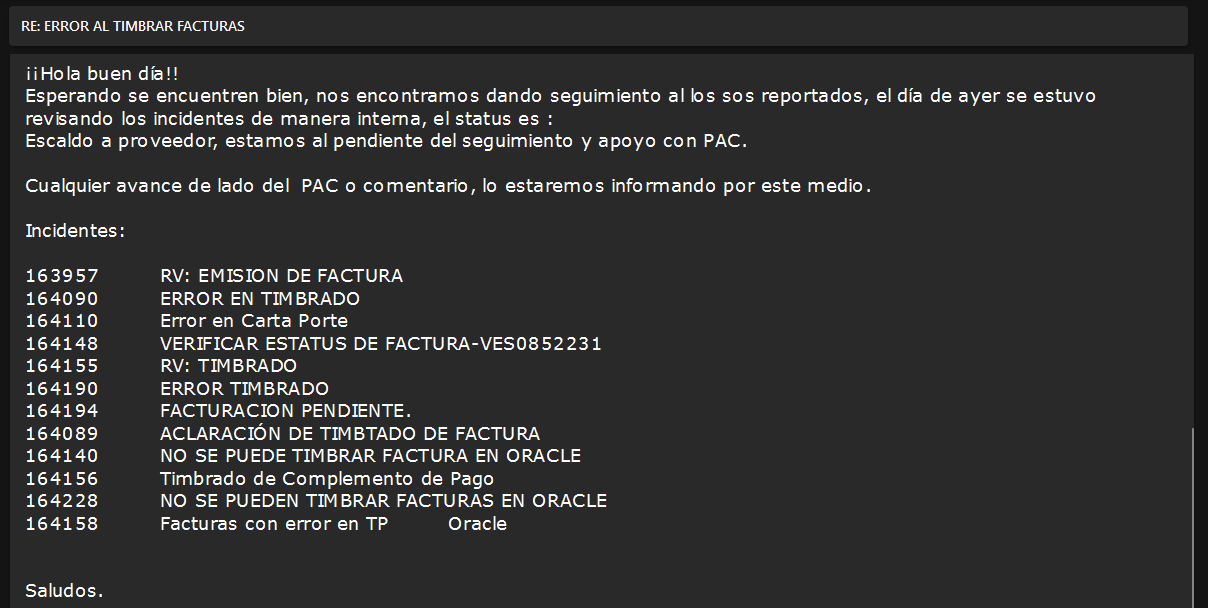 RE: ERROR AL TIMBRAR FACTURAS
¡¡Hola buen día!!
Esperando se encuentren bien, nos encontramos dando seguimiento al los sos reportados, el día de ayer se estuvo
revisando los incidentes de manera interna, el status es :
Escaldo a proveedor, estamos al pendiente del seguimiento y apoyo con PAC.
Cualquier avance de lado del  PAC o comentario, lo estaremos informando por este medio.
Incidentes:
163957 RV: EMISION DE FACTURA
164090 ERROR EN TIMBRADO
164110 Error en Carta Porte
164148 VERIFICAR ESTATUS DE FACTURA-VES0852231
164155 RV: TIMBRADO
164190 ERROR TIMBRADO
164194 FACTURACION PENDIENTE.
164089 ACLARACIÓN DE TIMBTADO DE FACTURA
164140 NO SE PUEDE TIMBRAR FACTURA EN ORACLE
164156 Timbrado de Complemento de Pago
164228 NO SE PUEDEN TIMBRAR FACTURAS EN ORACLE
164158 Facturas con error en TP Oracle
Saludos.